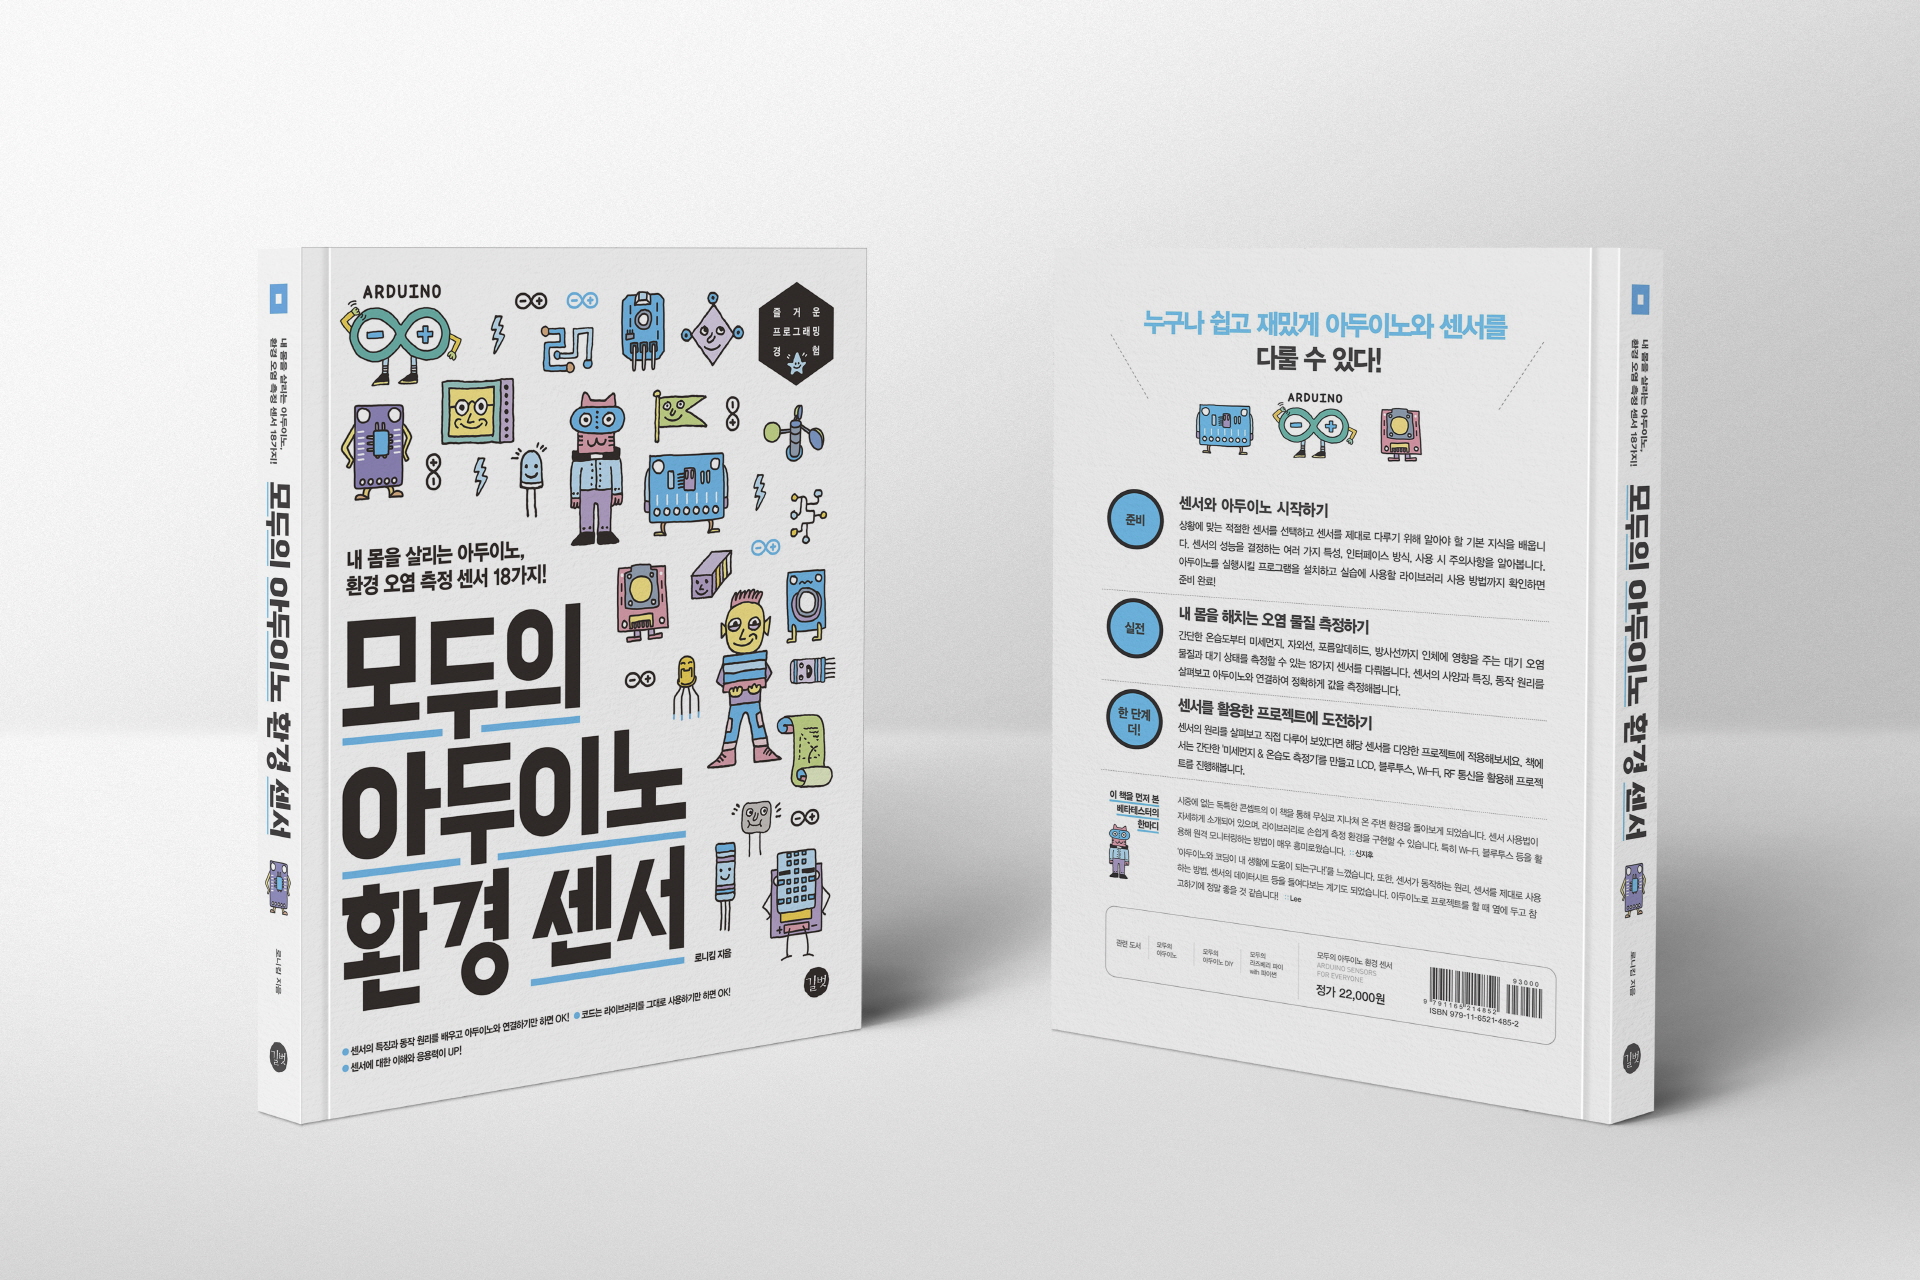 내 몸을 살리는 아두이노,
환경 오염 측정 센서 18가지!
모두의 아두이노 환경 센서
로니킴 지음
길벗
ARDUINO
즐거운
프로그래밍
경험
내 몸을 살리는 아두이노,
환경 오염 측정 센서 18가지!
모두의
아두이노
환경 센서
로니킴 지음
길벗
센서의 특징과 동작 원리를 배우고 아두이노와 연결하기만 하면 OK! 코드는 라이브러리를 그대로 사용하기만 하면 OK!
센서에 대한 이해와 응용력이 UP!
누구나 쉽고 재밌게 아두이노와 센서를
다룰 수 있다!
ARDUINO
준비
센서와 아두이노 시작하기
상황에 맞는 적절한 센서를 선택하고 센서를 제대로 다루기 위해 알아야 할 기본 지식을 배웁니
다. 센서의 성능을 결정하는 여러 가지 특성, 인터페이스 방식, 사용 시 주의사항을 알아봅니다.
아두이노를 실행시킬 프로그램을 설치하고 실습에 사용할 라이브러리 사용 방법까지 확인하면
준비 완료!
실전
내 몸을 해치는 오염 물질 측정하기
간단한 온습도부터 미세먼지, 자외선, 포름알데히드, 방사선까지 인체에 영향을 주는 대기 오염
물질과 대기 상태를 측정할 수 있는 18가지 센서를 다뤄봅니다. 센서의 사양과 특징, 동작 원리를
살펴보고 아두이노와 연결하여 정확하게 값을 측정해봅니다.
한 단계
더!
센서를 활용한 프로젝트에 도전하기
센서의 원리를 살펴보고 직접 다루어 보았다면 해당 센서를 다양한 프로젝트에 적용해보세요. 책에
서는 간단한 '미세먼지 & 온습도 측정기'를 만들고 LCD, 블루투스, Wi-Fi, RF 통신을 활용해 프로젝
트를 진행해봅니다.
이 책을 먼저 본
베타테스터의
한마디
시중에 없는 독특한 콘셉트의 이 책을 통해 무심코 지나쳐 온 주변 환경을 돌아보게 되었습니다. 센서 사용법이
자세하게 소개되어 있으며, 라이브러리로 손쉽게 측정 환경을 구현할 수 있습니다. 특히 Wi-Fi, 블루투스 등을 활
용해 원격 모니터링하는 방법이 매우 흥미로웠습니다. 신지후
'아두이노와 코딩이 내 생활에 도움이 되는구나!'를 느꼈습니다. 또한, 센서가 동작하는 원리, 센서를 제대로 사용
하는 방법, 센서의 데이터시트 등을 들여다보는 계기도 되었습니다. 아두이노로 프로젝트를 할 때 옆에 두고 참
고하기에 정말 좋을 것 같습니다! Lee
관련 도서
모두의
아두이노
모두의
아두이노 DIY
모두의
라즈베리 파이
with 파이썬
모두의 아두이노 환경 센서
ARDUINO SENSORS
FOR EVERYONE
정가 22,000원
93000
9 791165 214852
ISBN 979-11-6521-485-2
내 몸을 살리는 아두이노,
환경 오염 측정 센서 18가지!
모두의 아두이노 환경 센서
로니킴 지음
길벗